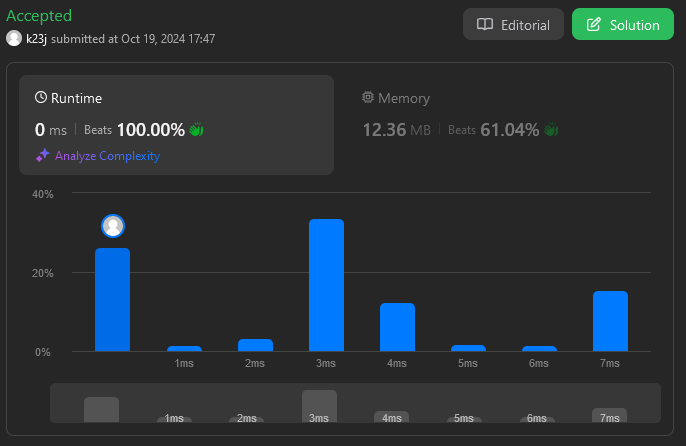 Accepted
Editorial
Solution
k23j submitted at Oct 19, 2024 17:47
Runtime
Memory
0 ms | Beats 100.00%
12.36 MB | Beats 61.04%
Analyze Complexity
40%
20%
0%
1ms 2ms 3ms 4ms 5ms 6ms 7ms
1ms 2ms 3ms 4ms 5ms 6ms 7ms